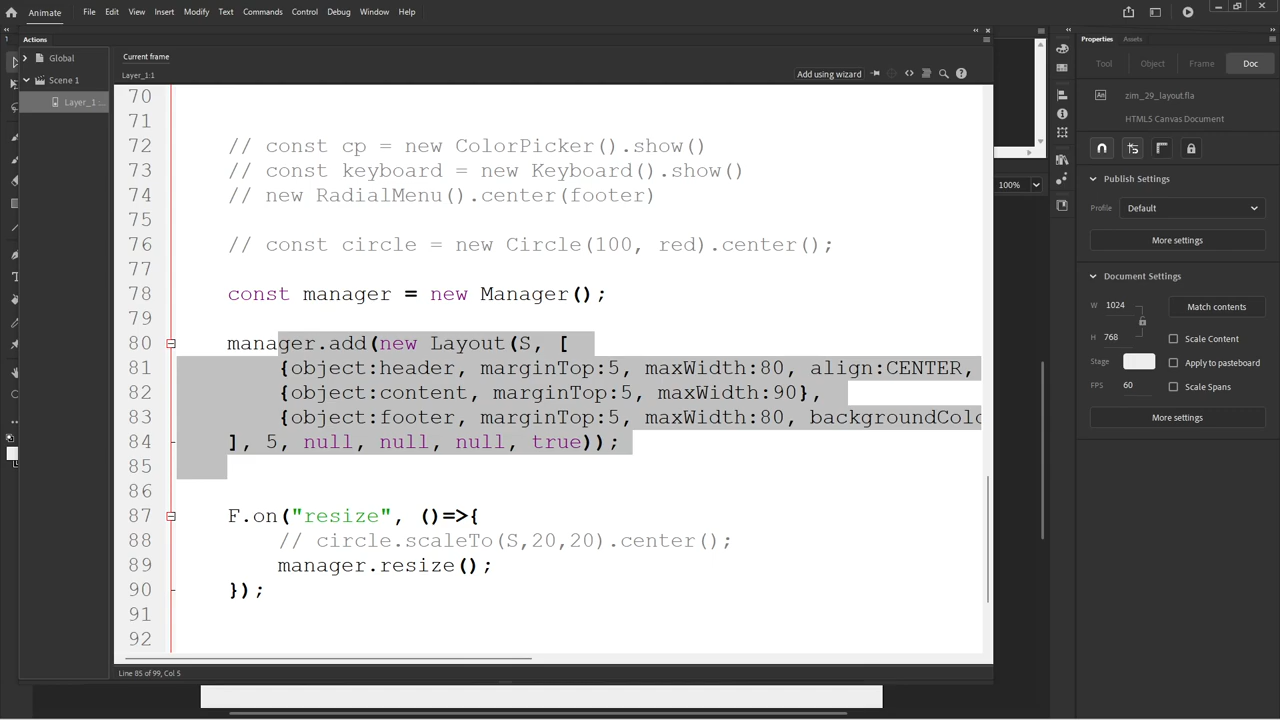 Animate
File Edit View Insert Modify Text Commands Control Debug Window Help
Actions
Global
Scene 1
Layer_1 :...
Current frame
Layer_1:1
Add using wizard
70
71
72 // const cp = new ColorPicker().show()
73 // const keyboard = new Keyboard().show()
74 // new RadialMenu().center(footer)
75
76 // const circle = new Circle(100, red).center();
77
78 const manager = new Manager();
79
80 manager.add(new Layout(S, [
81 {object:header, marginTop:5, maxWidth:80, align:CENTER,
82 {object:content, marginTop:5, maxWidth:90},
83 {object:footer, marginTop:5, maxWidth:80, backgroundColo
84 ], 5, null, null, null, true));
85
86
87 F.on("resize", ()=>{
88 // circle.scaleTo(S,20,20).center();
89 manager.resize();
90 });
91
92
Line 85 of 99, Col 5
100%
Properties Assets
Tool Object Frame Doc
An zim_29_layout.fla
HTML5 Canvas Document
Publish Settings
Profile Default
More settings
Document Settings
W 1024 Match contents
H 768 Scale Content
Stage Apply to pasteboard
FPS 60 Scale Spans
More settings